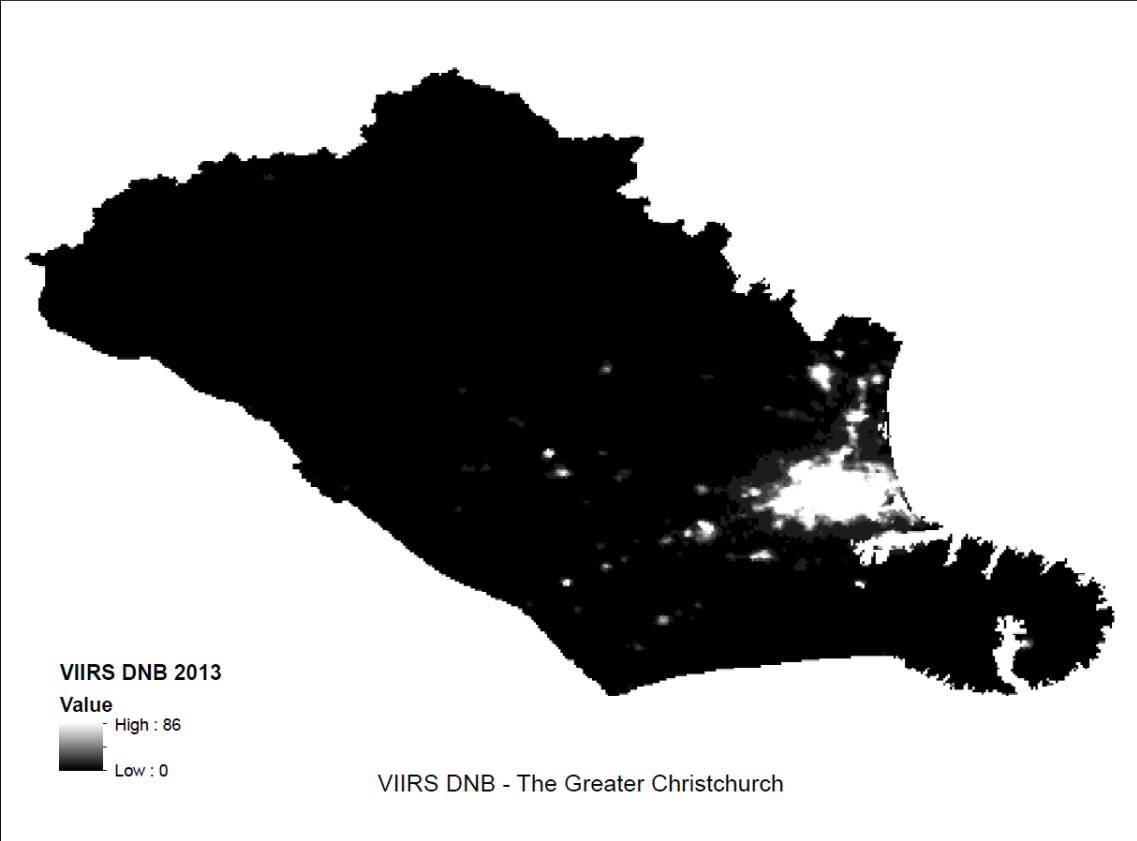 VIIRS DNB 2013
Value
High : 86
Low : 0
VIIRS DNB - The Greater Christchurch